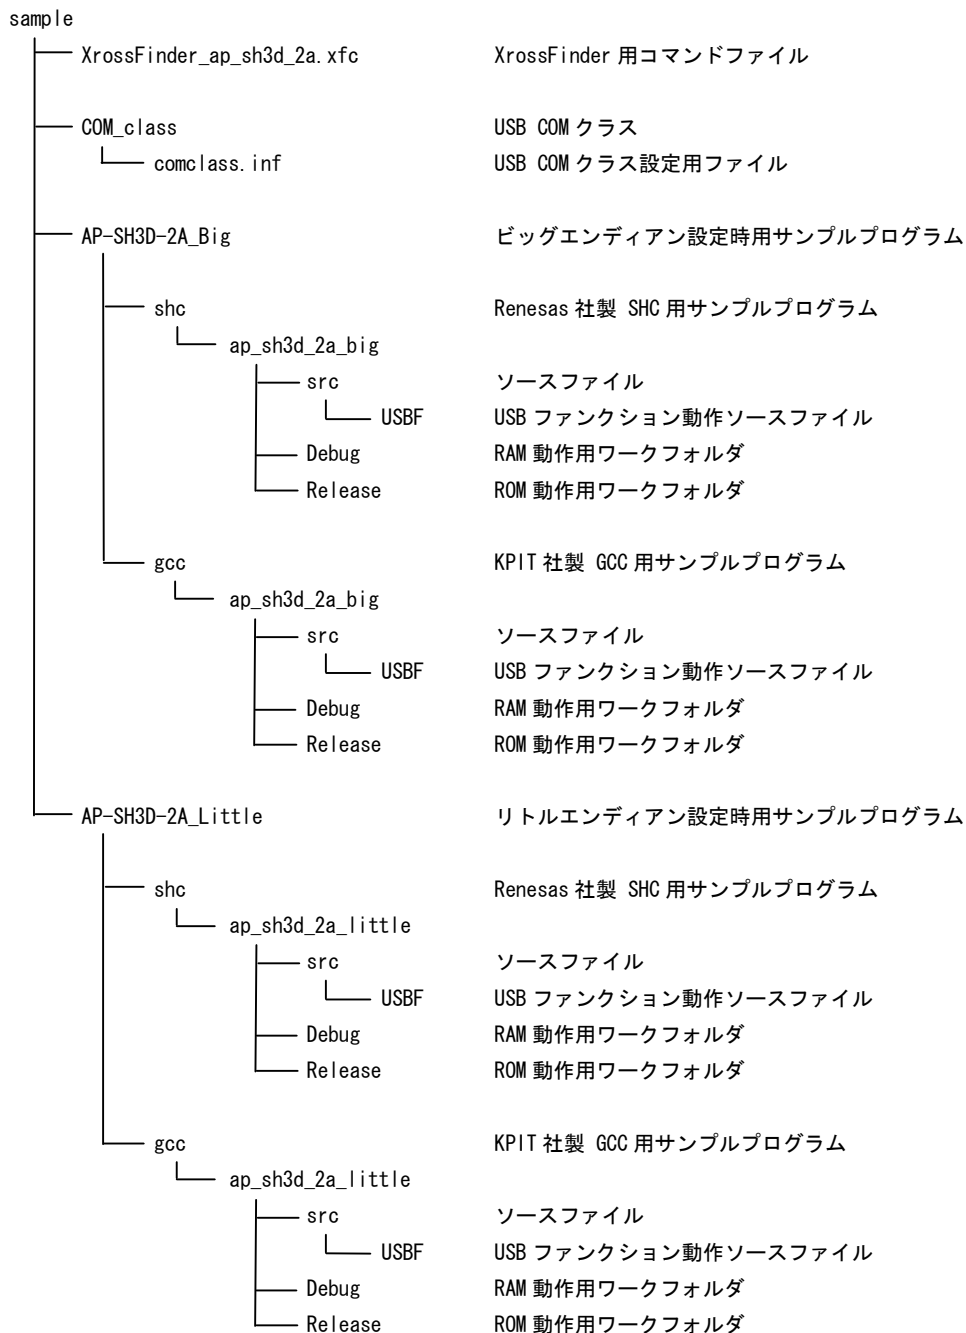 sample
XrossFinder_ap_sh3d_2a.xfc XrossFinder 用コマンドファイル
COM_class USB COM クラス
comclass.inf USB COM クラス設定用ファイル
AP-SH3D-2A_Big ビッグエンディアン設定時用サンプルプログラム
shc Renesas 社製 SHC 用サンプルプログラム
ap_sh3d_2a_big
src ソースファイル
USBF USB ファンクション動作ソースファイル
Debug RAM 動作用ワークフォルダ
Release ROM 動作用ワークフォルダ
gcc KPIT 社製 GCC 用サンプルプログラム
ap_sh3d_2a_big
src ソースファイル
USBF USB ファンクション動作ソースファイル
Debug RAM 動作用ワークフォルダ
Release ROM 動作用ワークフォルダ
AP-SH3D-2A_Little リトルエンディアン設定時用サンプルプログラム
shc Renesas 社製 SHC 用サンプルプログラム
ap_sh3d_2a_little
src ソースファイル
USBF USB ファンクション動作ソースファイル
Debug RAM 動作用ワークフォルダ
Release ROM 動作用ワークフォルダ
gcc KPIT 社製 GCC 用サンプルプログラム
ap_sh3d_2a_little
src ソースファイル
USBF USB ファンクション動作ソースファイル
Debug RAM 動作用ワークフォルダ
Release ROM 動作用ワークフォルダ